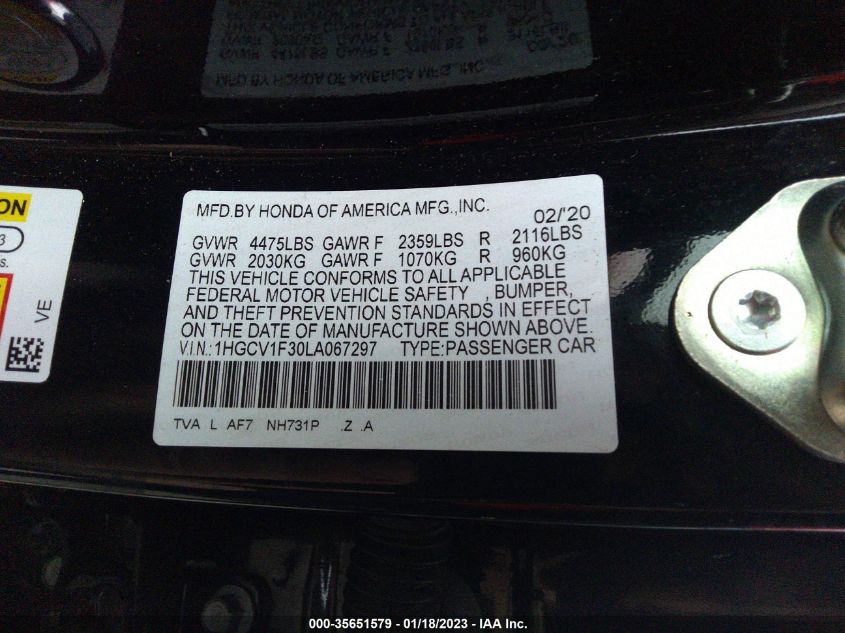 MFD.BY HONDA OF AMERICA MFG.,INC.
02/'20
GVWR 4475LBS GAWR F 2359LBS R 2116LBS
GVWR 2030KG GAWR F 1070KG R 960KG
THIS VEHICLE CONFORMS TO ALL APPLICABLE
FEDERAL MOTOR VEHICLE SAFETY , BUMPER,
AND THEFT PREVENTION STANDARDS IN EFFECT
ON THE DATE OF MANUFACTURE SHOWN ABOVE.
V.I.N.:1HGCV1F30LA067297 TYPE:PASSENGER CAR
TVA L AF7 NH731P .Z .A
ON
3
s.
VE
000-35651579 - 01/18/2023 - IAA Inc.